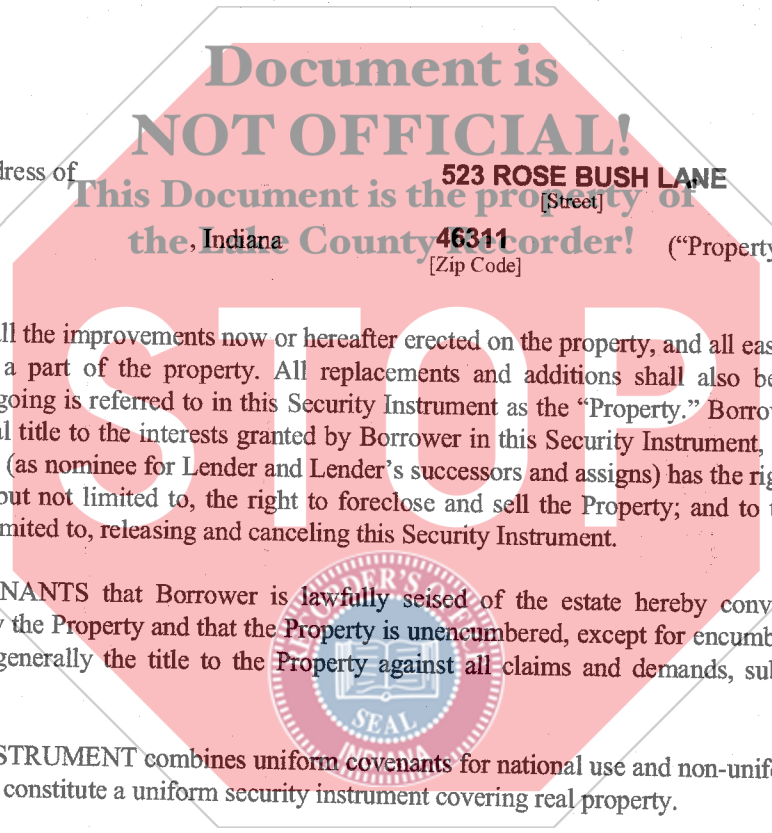 Document is
NOT OFFICIAL!
dress of 523 ROSE BUSH LANE
This Document is the property of
[Street]
, Indiana 46311 ("Property
the Lake County Recorder!
[Zip Code]
STOP
all the improvements now or hereafter erected on the property, and all eas
a part of the property. All replacements and additions shall also be
going is referred to in this Security Instrument as the "Property." Borrow
al title to the interests granted by Borrower in this Security Instrument,
(as nominee for Lender and Lender's successors and assigns) has the rig
but not limited to, the right to foreclose and sell the Property; and to t
mited to, releasing and canceling this Security Instrument.
NANTS that Borrower is lawfully seised of the estate hereby conv
y the Property and that the Property is unencumbered, except for encumb
generally the title to the Property against all claims and demands, sub
SEAL
INDIANA
STRUMENT combines uniform covenants for national use and non-unifo
constitute a uniform security instrument covering real property.